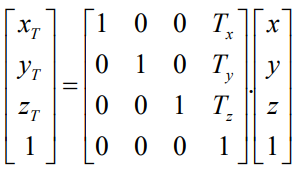 x_T 1 0 0 T_x x
y_T = 0 1 0 T_y . y
z_T 0 0 1 T_z z
1 0 0 0 1 1